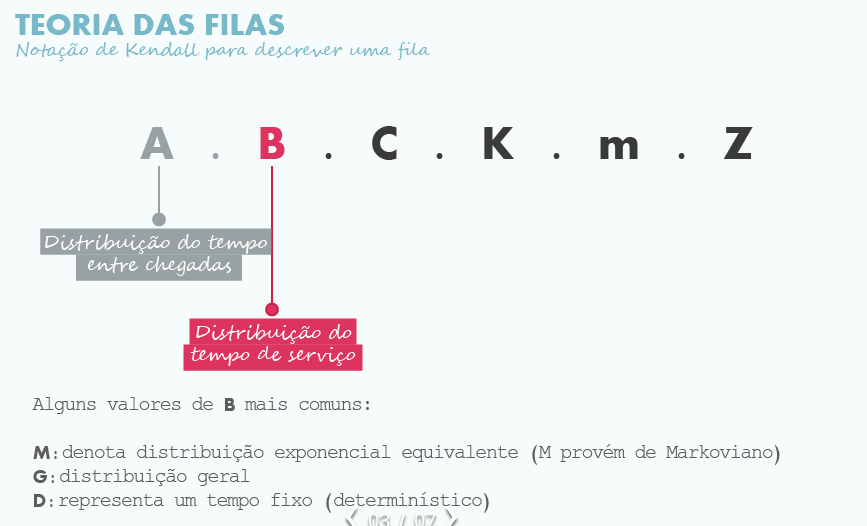 TEORIA DAS FILAS
Notação de Kendall para descrever uma fila
A . B . C . K . m . Z
Distribuição do tempo
entre chegadas
Distribuição do
tempo de serviço
Alguns valores de B mais comuns:
M: denota distribuição exponencial equivalente (M provém de Markoviano)
G: distribuição geral
D: representa um tempo fixo (determinístico)
03 / 07